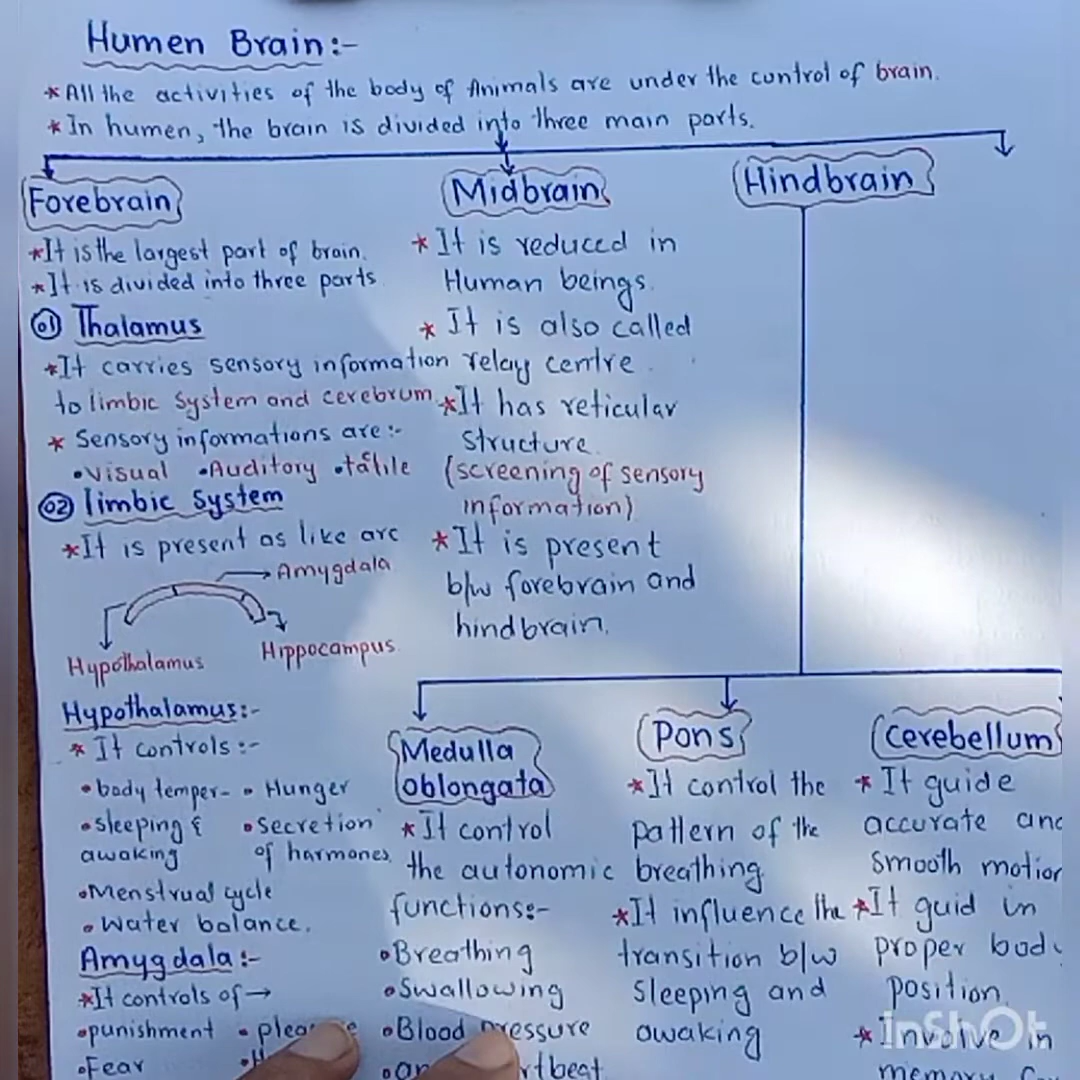 Humen Brain:-
*All the activities of the body of Animals are under the control of brain.
*In humen, the brain is divided into three main parts.
Forebrain
*It is the largest part of brain.
*It is divided into three parts
01 Thalamus
*It carries sensory information
to limbic system and cerebrum
* Sensory informations are:-
•Visual •Auditory •tactile
02 limbic system
*It is present as like arc
Amygdala
Hypothalamus
Hippocampus
Hypothalamus:-
* It controls:-
•body temper- • Hunger
•sleeping & •secretion
awaking of harmones
•Menstrual cycle
•Water balance.
Amygdala:-
*It controls of→
•punishment
•Fear
Midbrain
* It is reduced in
Human beings.
* It is also called
relay centre
*It has reticular
structure.
(screening of sensory
information)
*It is present
b/w forebrain and
hindbrain.
Hindbrain
Medulla
oblongata
*It control
the autonomic
functions:-
•Breathing
•Swallowing
•Blood pressure
Pons
*It control the
pattern of the
breathing.
*It influence the
transition b/w
sleeping and
awaking
Cerebellum
* It guide
accurate and
smooth motion
*It guid in
proper body
position.
* Involve in
memory
InShOt